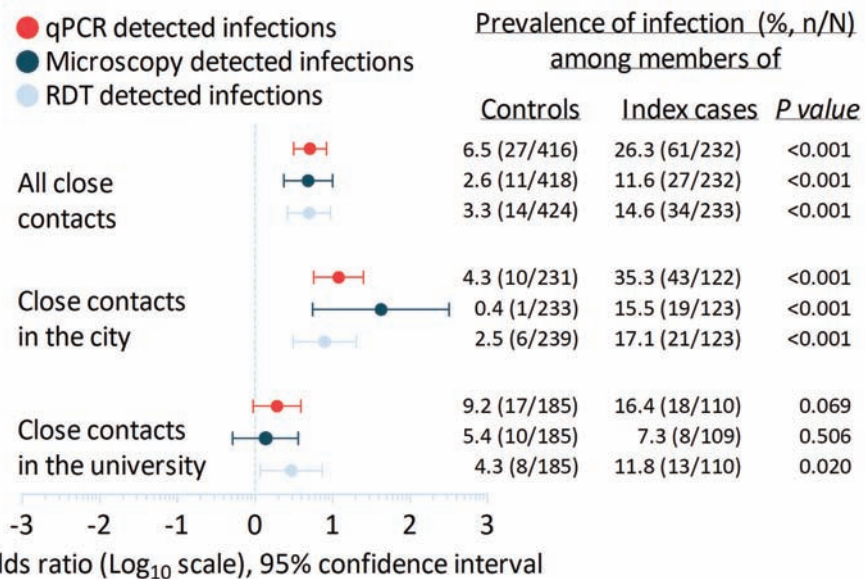 qPCR detected infections
Microscopy detected infections
RDT detected infections
Prevalence of infection (%, n/N)
among members of
Controls Index cases P value
All close
contacts
6.5 (27/416) 26.3 (61/232) <0.001
2.6 (11/418) 11.6 (27/232) <0.001
3.3 (14/424) 14.6 (34/233) <0.001
Close contacts
in the city
4.3 (10/231) 35.3 (43/122) <0.001
0.4 (1/233) 15.5 (19/123) <0.001
2.5 (6/239) 17.1 (21/123) <0.001
Close contacts
in the university
9.2 (17/185) 16.4 (18/110) 0.069
5.4 (10/185) 7.3 (8/109) 0.506
4.3 (8/185) 11.8 (13/110) 0.020
-3 -2 -1 0 1 2 3
dds ratio (Log10 scale), 95% confidence interval